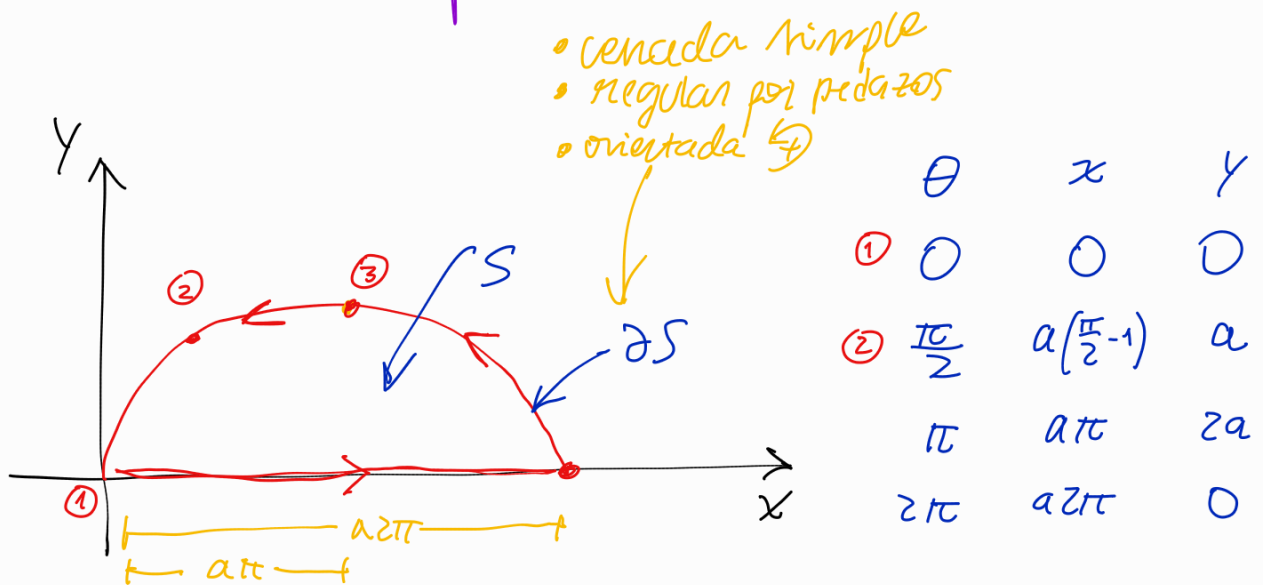 • cerrada simple
• regular por pedazos
• orientada +
Y
θ x y
① 0 0 0
② π/2 a(π/2-1) a
π aπ 2a
2π a2π 0
S
③
②
∂S
①
x
a2π
aπ